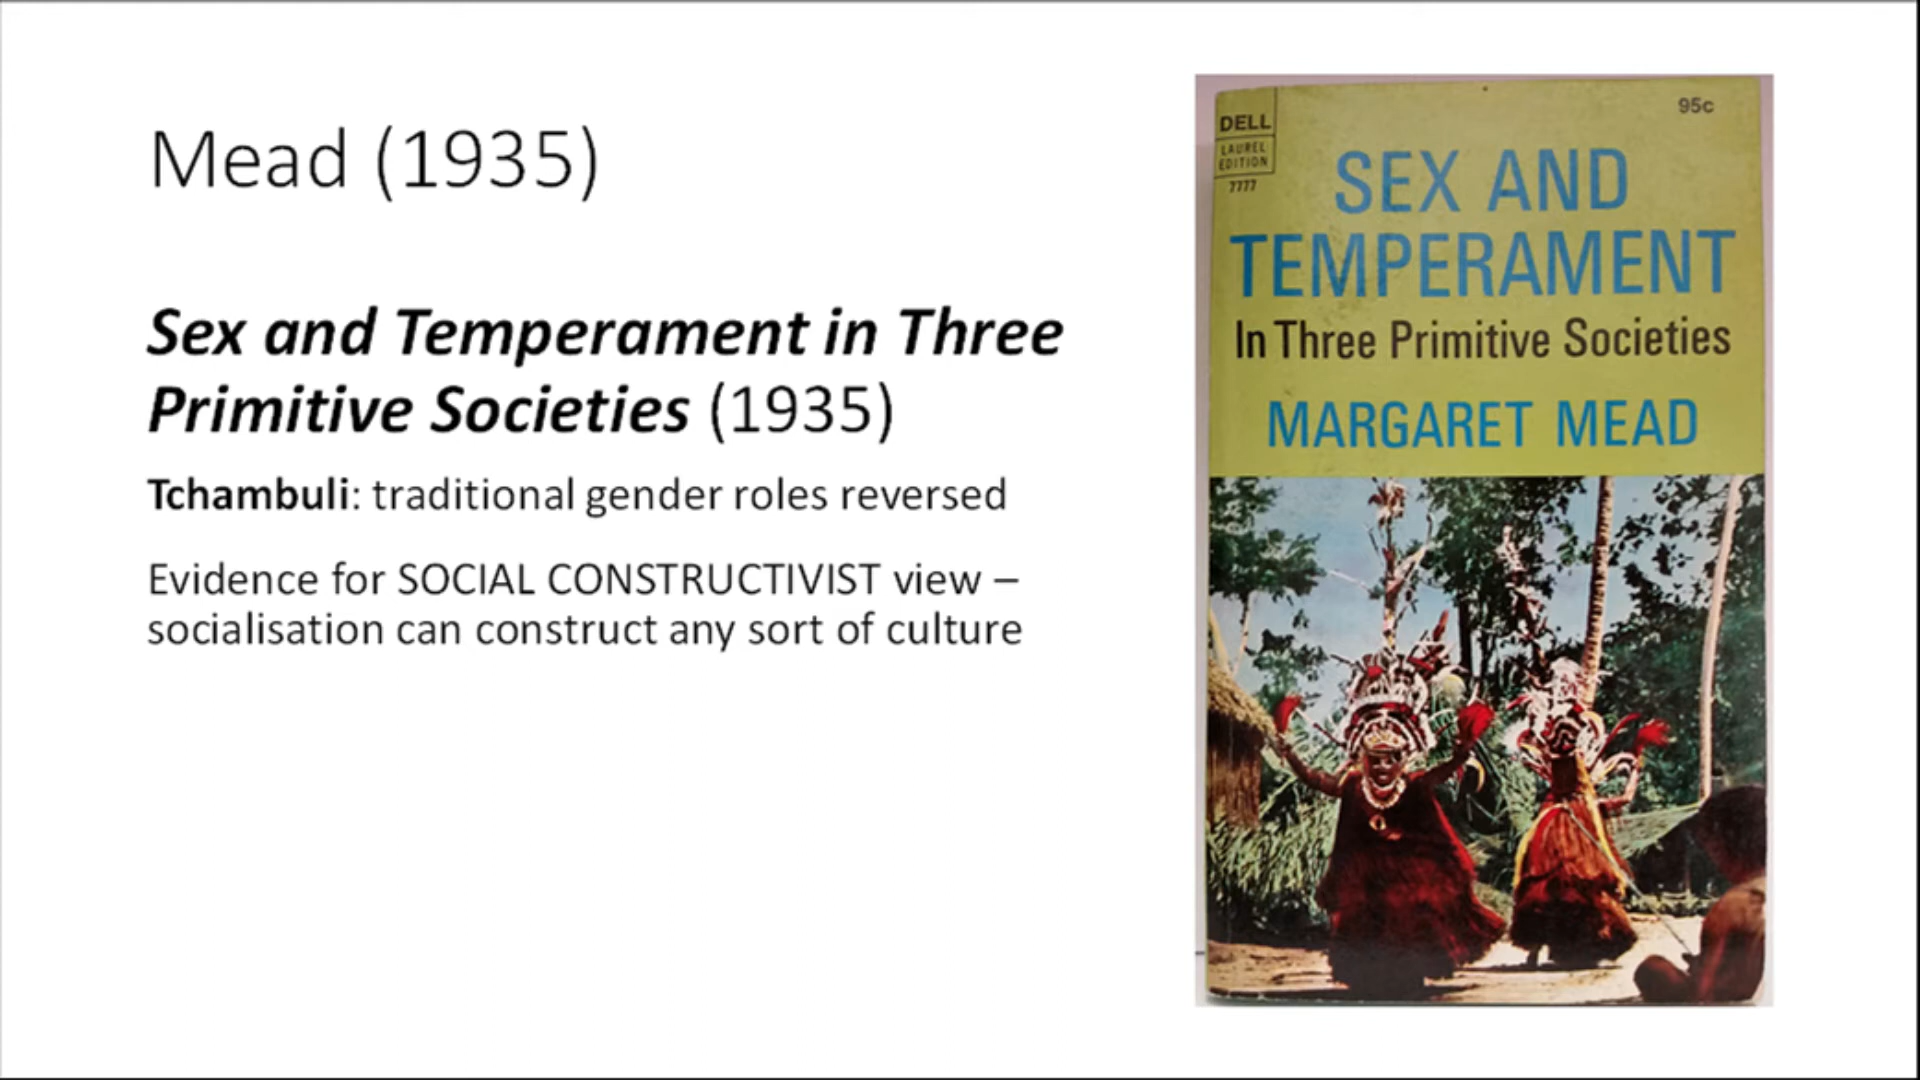 Mead (1935)
Sex and Temperament in Three
Primitive Societies (1935)
Tchambuli: traditional gender roles reversed
Evidence for SOCIAL CONSTRUCTIVIST view –
socialisation can construct any sort of culture
95c
DELL
LAUREL
EDITION
7777
SEX AND
TEMPERAMENT
In Three Primitive Societies
MARGARET MEAD